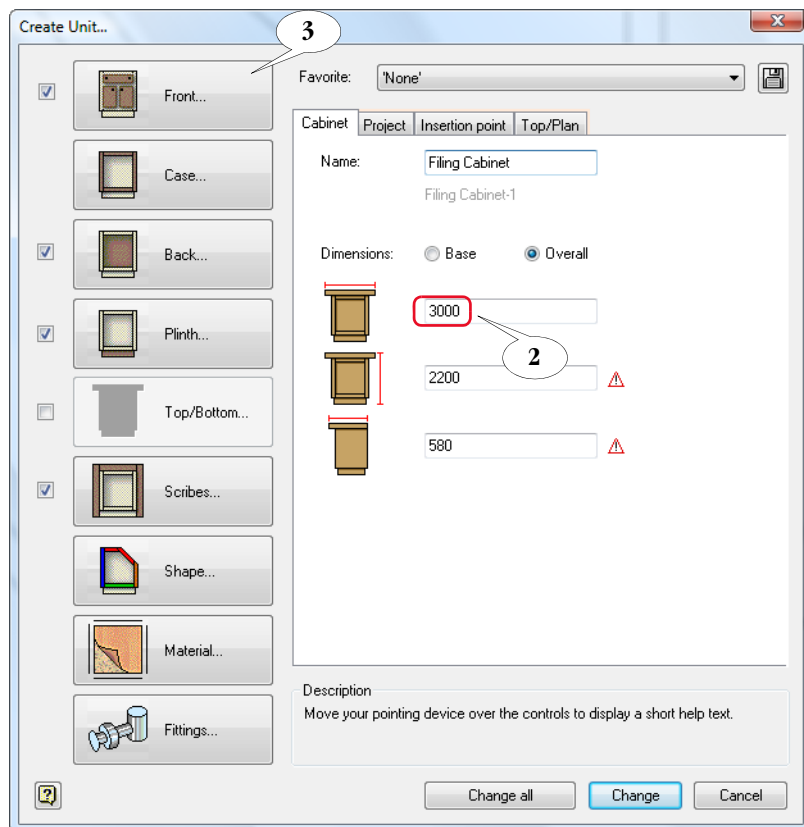 Create Unit...
3
Front...
Case...
Back...
Plinth...
Top/Bottom...
Scribes...
Shape...
Material...
Fittings...
Favorite: 'None'
Cabinet Project Insertion point Top/Plan
Name: Filing Cabinet
Filing Cabinet-1
Dimensions: Base Overall
3000
2
2200
580
Description
Move your pointing device over the controls to display a short help text.
Change all Change Cancel